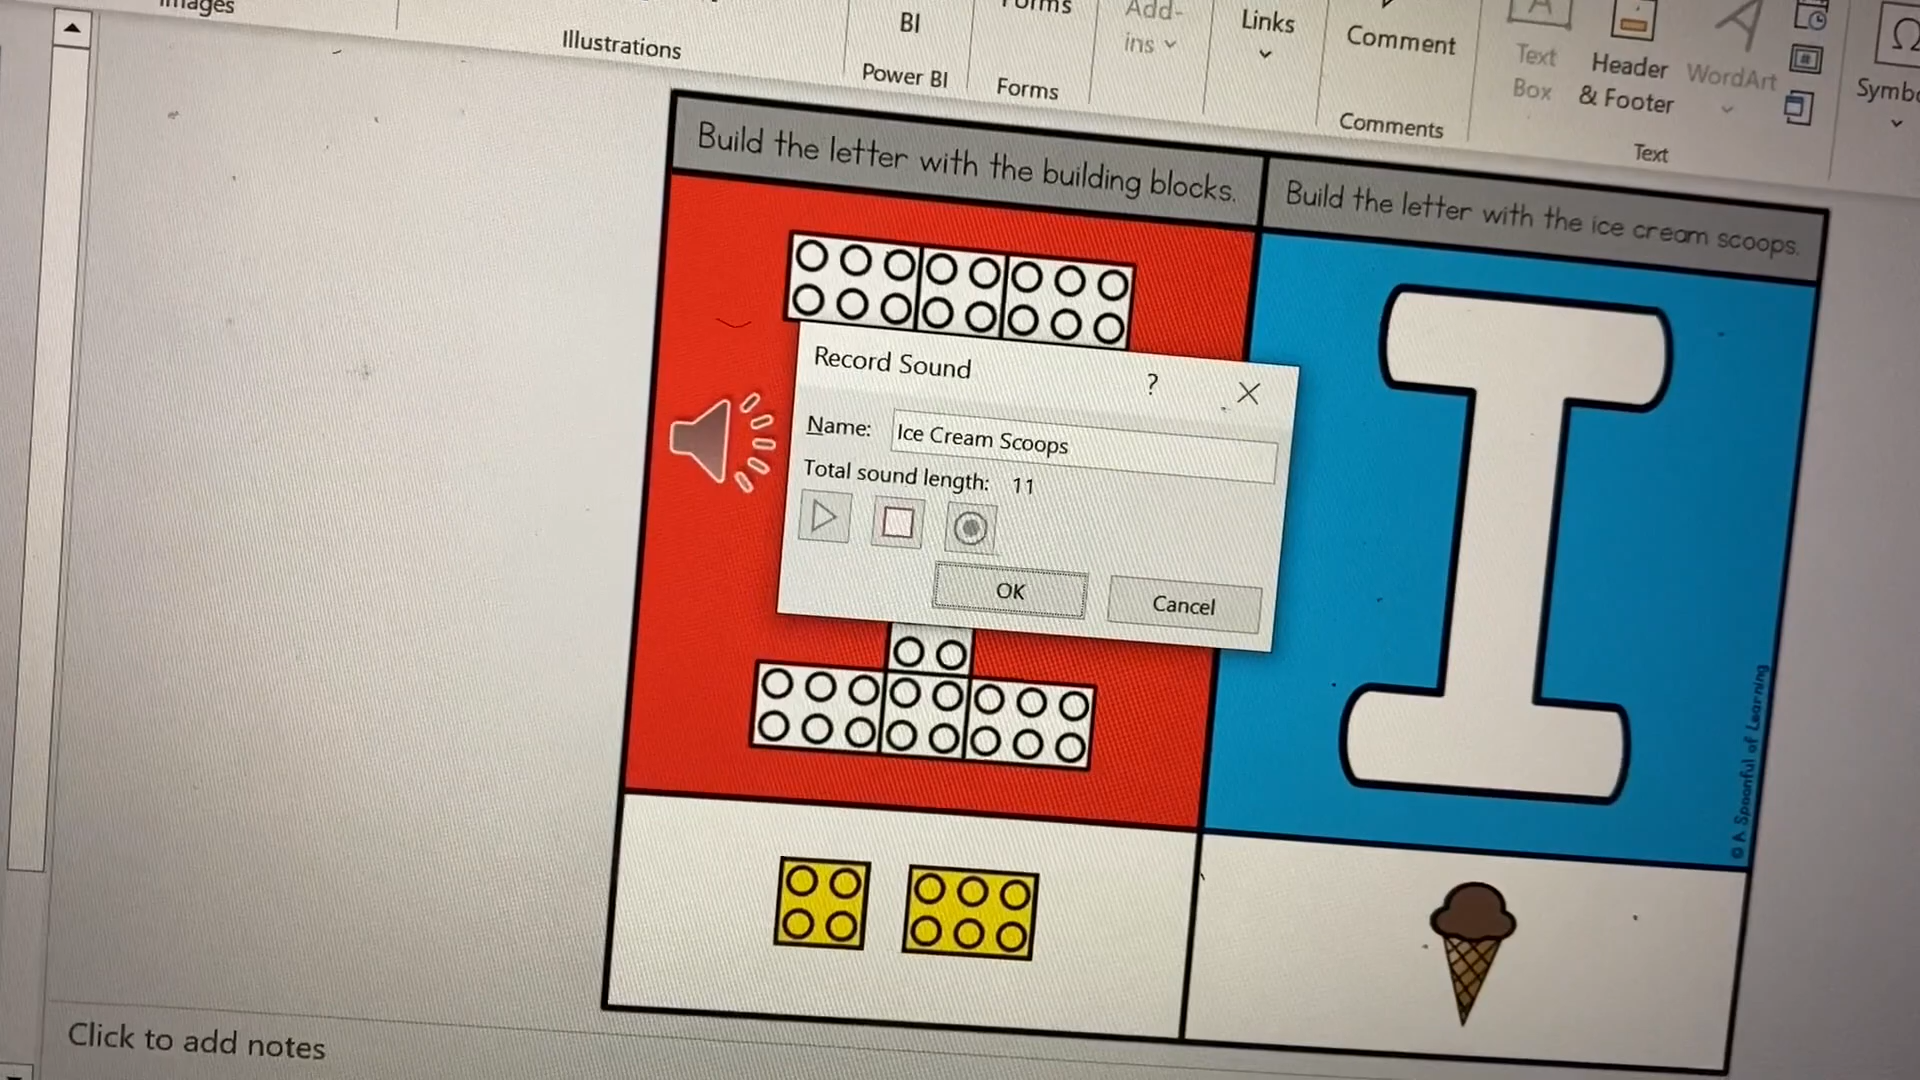 Images
Illustrations
BI
Power BI
Forms
Forms
Add-
ins
Links
Comment
Comments
Text
Box
Header
& Footer
WordArt
Text
Build the letter with the building blocks.
Build the letter with the ice cream scoops.
Record Sound
?
Name: Ice Cream Scoops
Total sound length: 11
OK
Cancel
© A Spoonful of Learning
Click to add notes